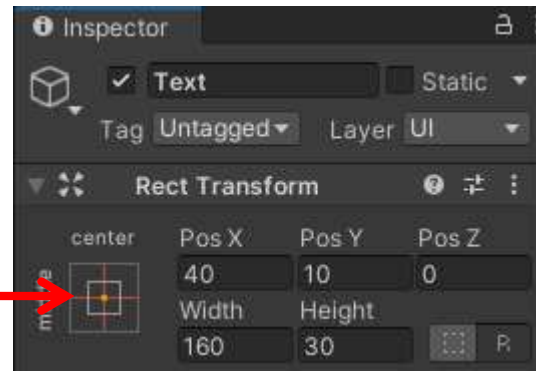 Inspector
Text Static
Tag Untagged Layer UI
Rect Transform
center Pos X Pos Y Pos Z
40 10 0
Width Height
160 30 R